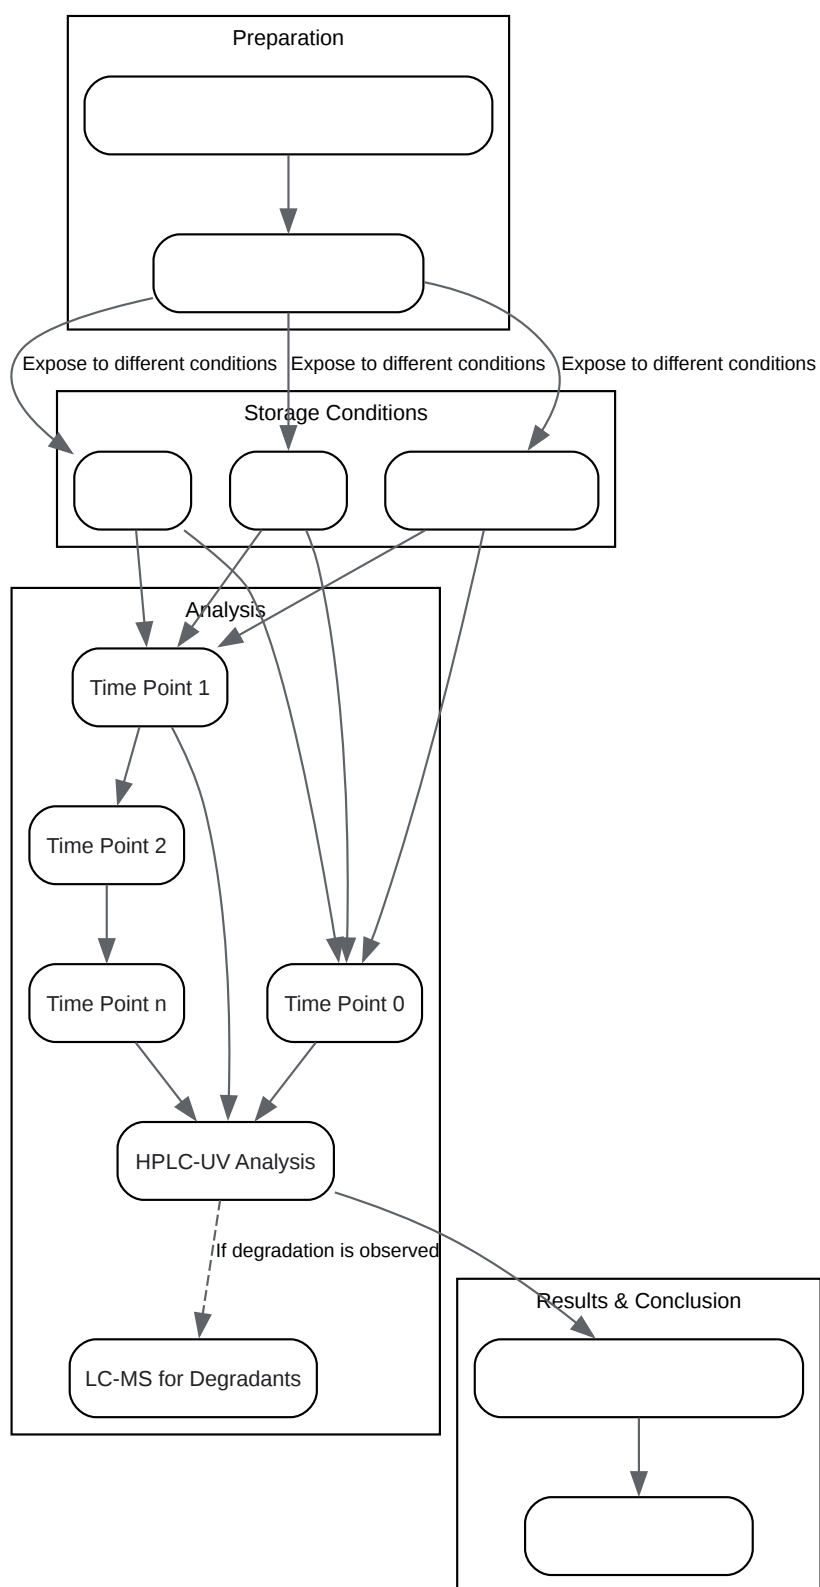 Preparation
Expose to different conditions
Expose to different conditions
Expose to different conditions
Storage Conditions
Analysis
Time Point 1
Time Point 2
Time Point n
Time Point 0
HPLC-UV Analysis
If degradation is observed
Results & Conclusion
LC-MS for Degradants